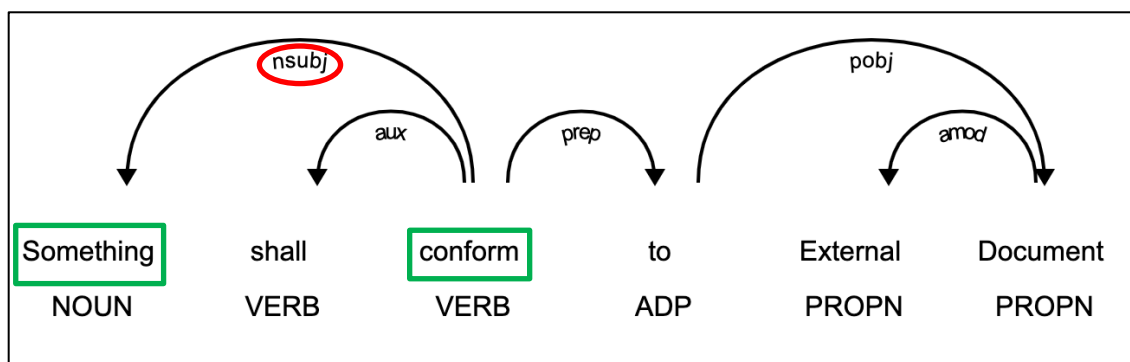 nsubj pobj
aux prep amod
Something shall conform to External Document
NOUN VERB VERB ADP PROPN PROPN